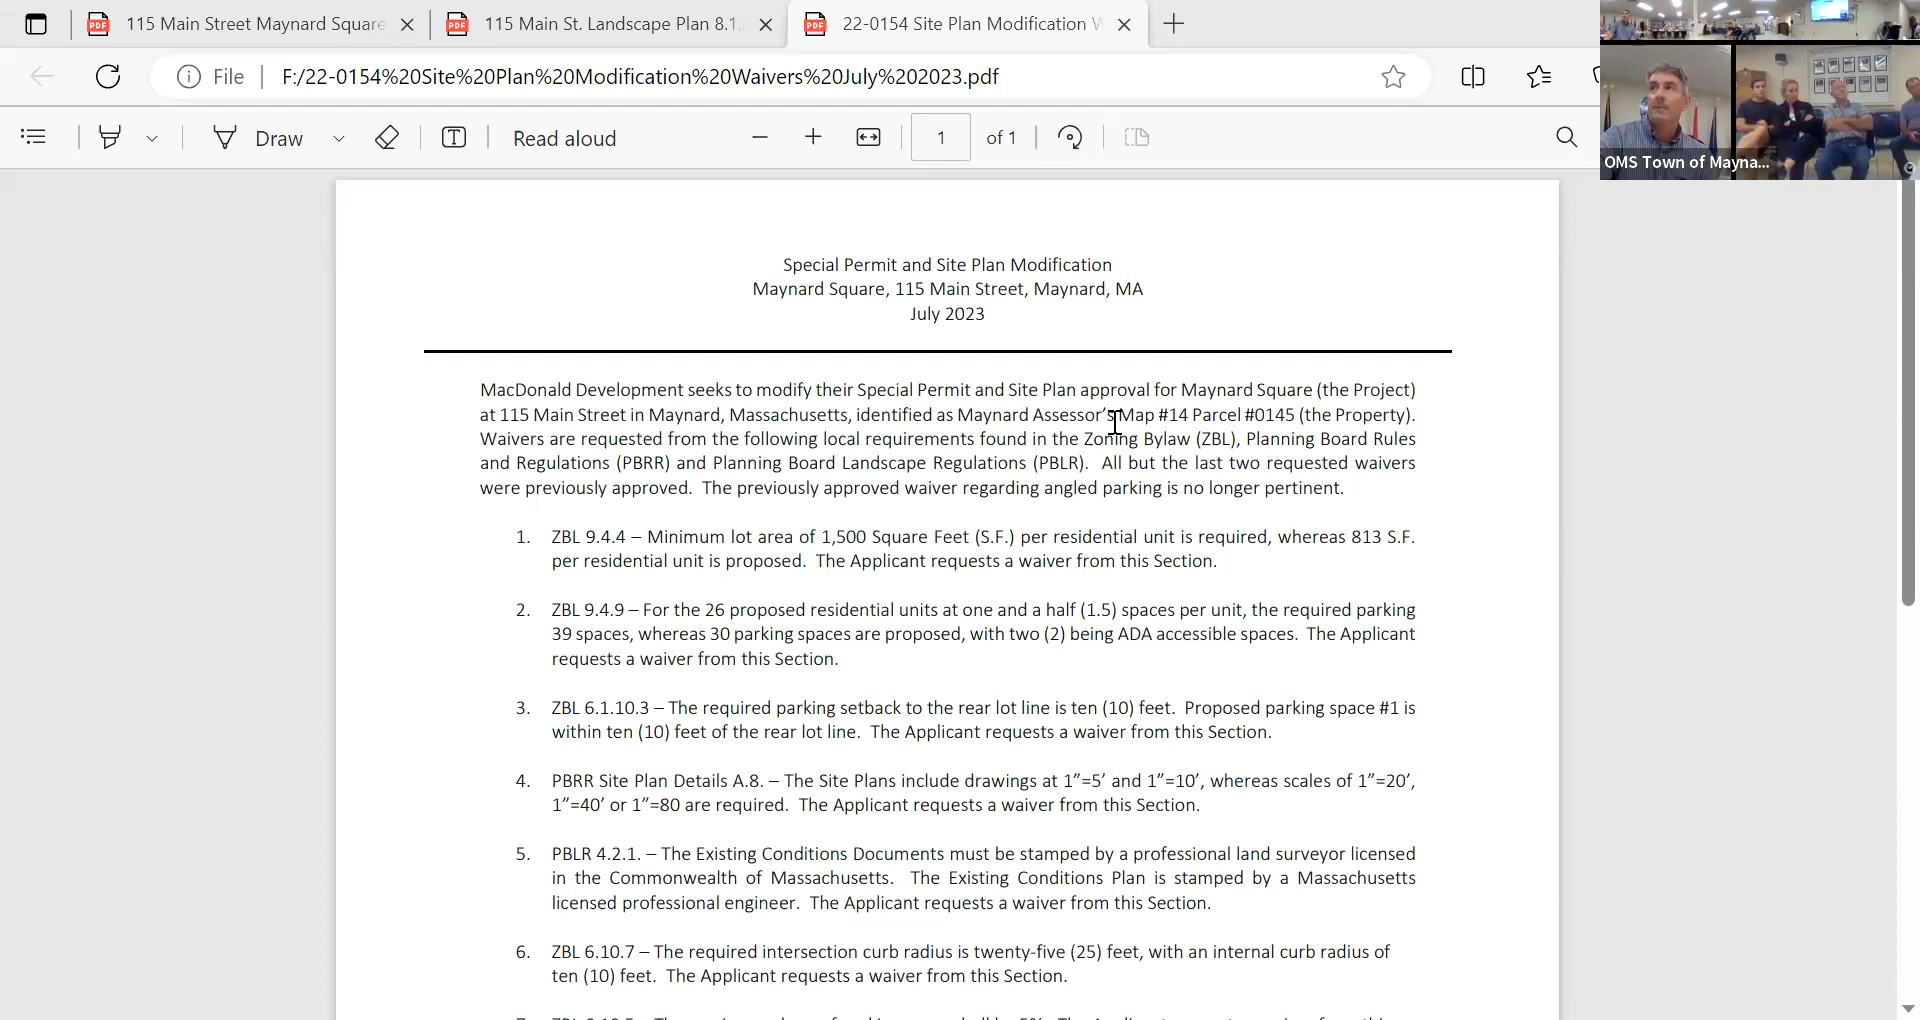 115 Main Street Maynard Square
115 Main St. Landscape Plan 8.1.
22-0154 Site Plan Modification W
File
F:/22-0154%20Site%20Plan%20Modification%20Waivers%20July%202023.pdf
Draw
Read aloud
1 of 1
OMS Town of Mayna...
Special Permit and Site Plan Modification
Maynard Square, 115 Main Street, Maynard, MA
July 2023
MacDonald Development seeks to modify their Special Permit and Site Plan approval for Maynard Square (the Project)
at 115 Main Street in Maynard, Massachusetts, identified as Maynard Assessor’s Map #14 Parcel #0145 (the Property).
Waivers are requested from the following local requirements found in the Zoning Bylaw (ZBL), Planning Board Rules
and Regulations (PBRR) and Planning Board Landscape Regulations (PBLR). All but the last two requested waivers
were previously approved. The previously approved waiver regarding angled parking is no longer pertinent.
1. ZBL 9.4.4 – Minimum lot area of 1,500 Square Feet (S.F.) per residential unit is required, whereas 813 S.F.
per residential unit is proposed. The Applicant requests a waiver from this Section.
2. ZBL 9.4.9 – For the 26 proposed residential units at one and a half (1.5) spaces per unit, the required parking
39 spaces, whereas 30 parking spaces are proposed, with two (2) being ADA accessible spaces. The Applicant
requests a waiver from this Section.
3. ZBL 6.1.10.3 – The required parking setback to the rear lot line is ten (10) feet. Proposed parking space #1 is
within ten (10) feet of the rear lot line. The Applicant requests a waiver from this Section.
4. PBRR Site Plan Details A.8. – The Site Plans include drawings at 1”=5’ and 1”=10’, whereas scales of 1”=20’,
1”=40’ or 1”=80 are required. The Applicant requests a waiver from this Section.
5. PBLR 4.2.1. – The Existing Conditions Documents must be stamped by a professional land surveyor licensed
in the Commonwealth of Massachusetts. The Existing Conditions Plan is stamped by a Massachusetts
licensed professional engineer. The Applicant requests a waiver from this Section.
6. ZBL 6.10.7 – The required intersection curb radius is twenty-five (25) feet, with an internal curb radius of
ten (10) feet. The Applicant requests a waiver from this Section.